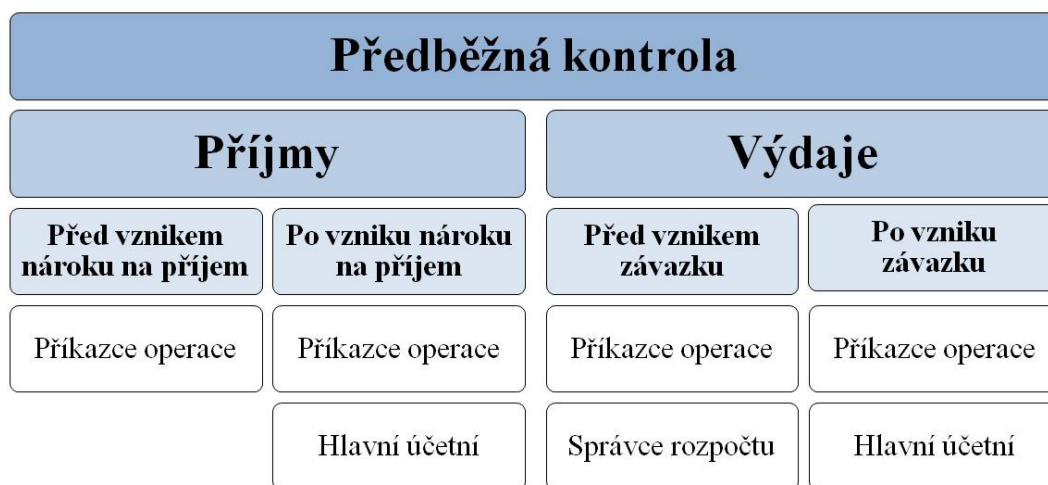 Předběžná kontrola
Příjmy
Výdaje
Před vznikem
nároku na příjem
Po vzniku nároku
na příjem
Před vznikem
závazku
Po vzniku
závazku
Příkazce operace
Příkazce operace
Příkazce operace
Příkazce operace
Hlavní účetní
Správce rozpočtu
Hlavní účetní